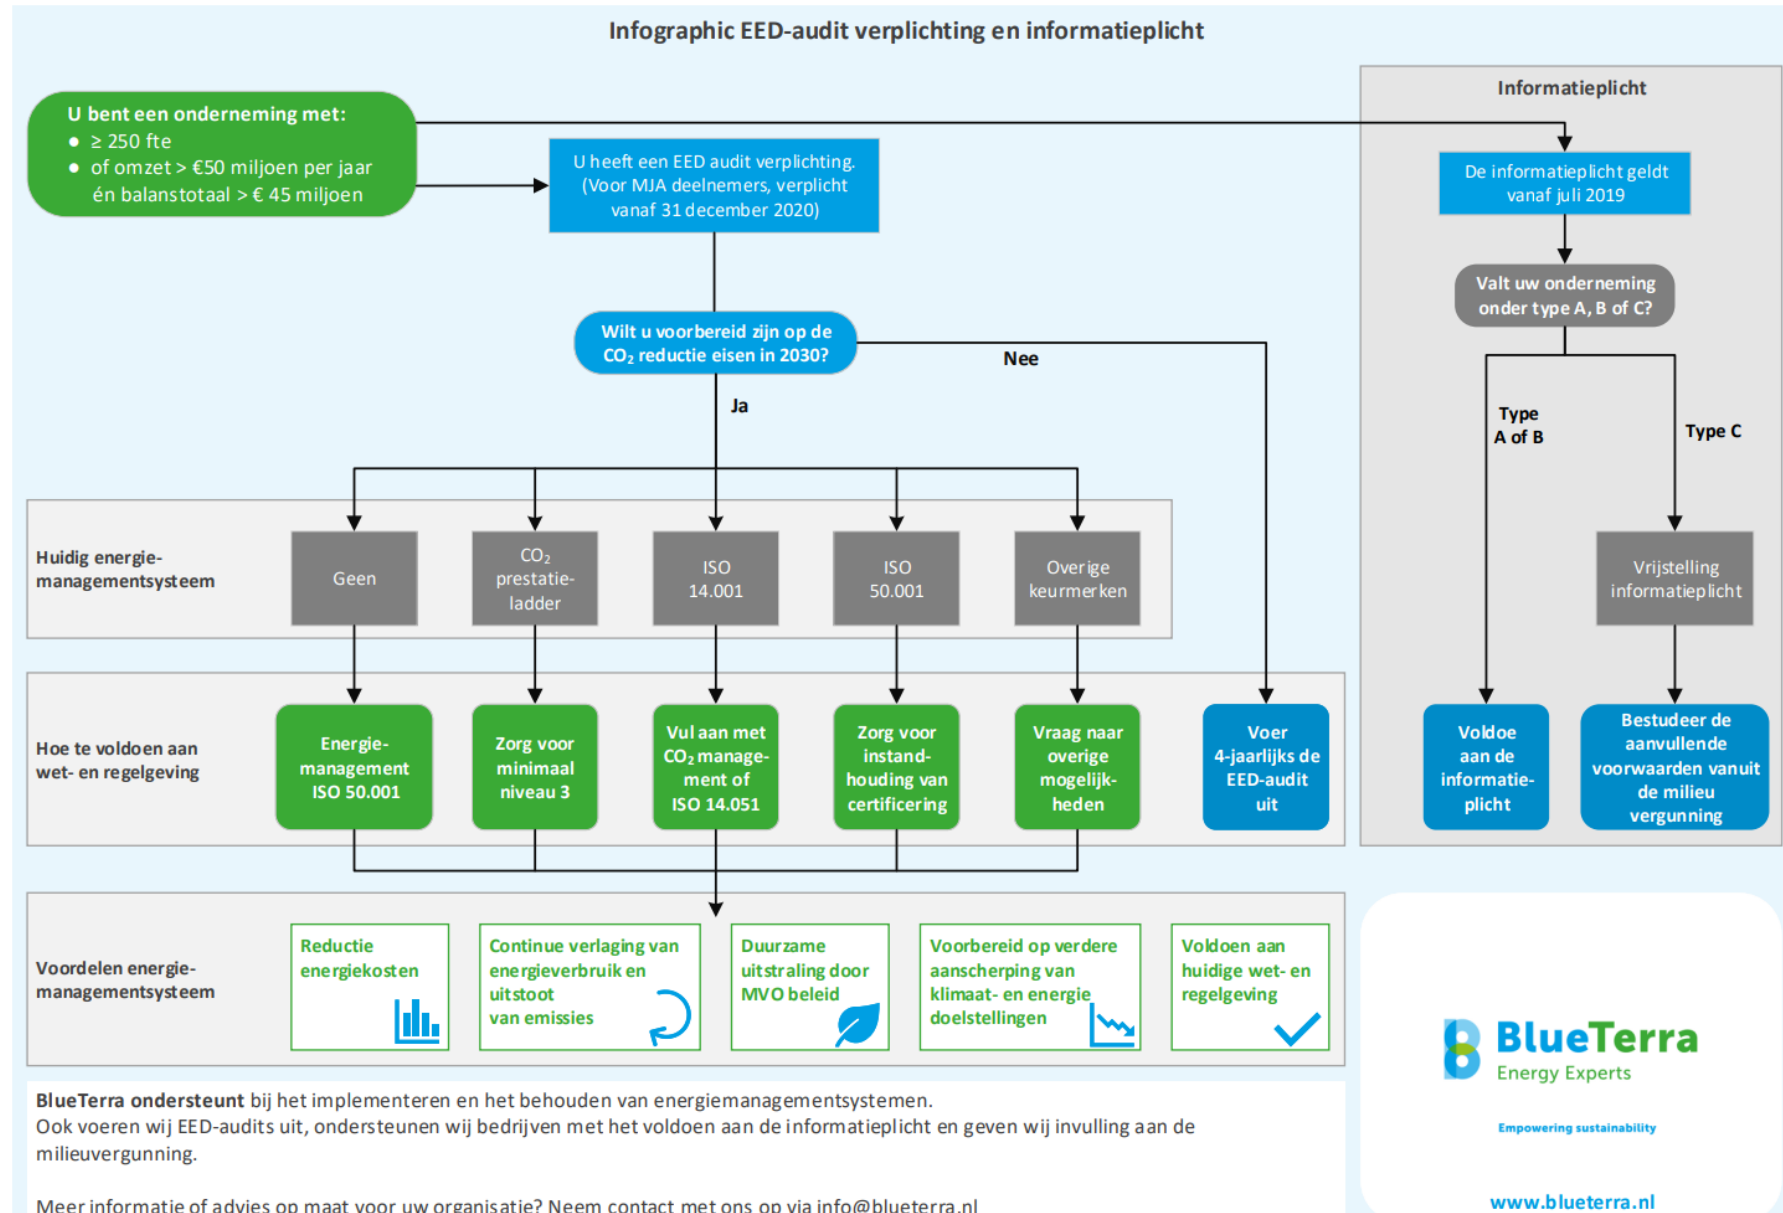 Infographic EED-audit verplichting en informatieplicht
U bent een onderneming met:
● ≥ 250 fte
● of omzet > €50 miljoen per jaar
én balanstotaal > € 45 miljoen
U heeft een EED audit verplichting.
(Voor MJA deelnemers, verplicht
vanaf 31 december 2020)
Wilt u voorbereid zijn op de
CO₂ reductie eisen in 2030?
Nee
Ja
Informatieplicht
De informatieplicht geldt
vanaf juli 2019
Valt uw onderneming
onder type A, B of C?
Type
A of B
Type C
Vrijstelling
informatieplicht
Huidig energie-
managementsysteem
Geen
CO₂
prestatie-
ladder
ISO
14.001
ISO
50.001
Overige
keurmerken
Hoe te voldoen aan
wet- en regelgeving
Energie-
management
ISO 50.001
Zorg voor
minimaal
niveau 3
Vul aan met
CO₂ manage-
ment of
ISO 14.051
Zorg voor
instand-
houding van
certificering
Vraag naar
overige
mogelijk-
heden
Voer
4-jaarlijks de
EED-audit
uit
Voldoe
aan de
informatie-
plicht
Bestudeer de
aanvullende
voorwaarden vanuit
de milieu
vergunning
Voordelen energie-
managementsysteem
Reductie
energiekosten
Continue verlaging van
energieverbruik en
uitstoot
van emissies
Duurzame
uitstraling door
MVO beleid
Voorbereid op verdere
aanscherping van
klimaat- en energie
doelstellingen
Voldoen aan
huidige wet- en
regelgeving
BlueTerra ondersteunt bij het implementeren en het behouden van energiemanagementsystemen.
Ook voeren wij EED-audits uit, ondersteunen wij bedrijven met het voldoen aan de informatieplicht en geven wij invulling aan de
milieuvergunning.
Meer informatie of advies op maat voor uw organisatie? Neem contact met ons op via info@blueterra.nl
BlueTerra
Energy Experts
Empowering sustainability
www.blueterra.nl